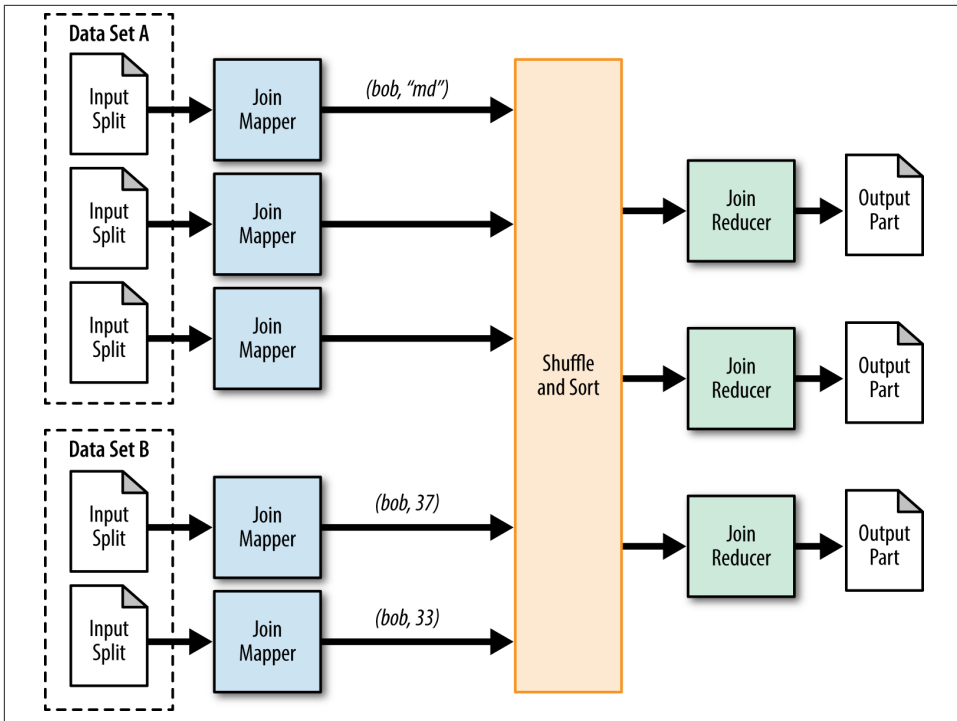 Data Set A
Input
Split
Join
Mapper
(bob, “md”)
Input
Split
Join
Mapper
Input
Split
Join
Mapper
Data Set B
Input
Split
Join
Mapper
(bob, 37)
Input
Split
Join
Mapper
(bob, 33)
Shuffle
and Sort
Join
Reducer
Output
Part
Join
Reducer
Output
Part
Join
Reducer
Output
Part